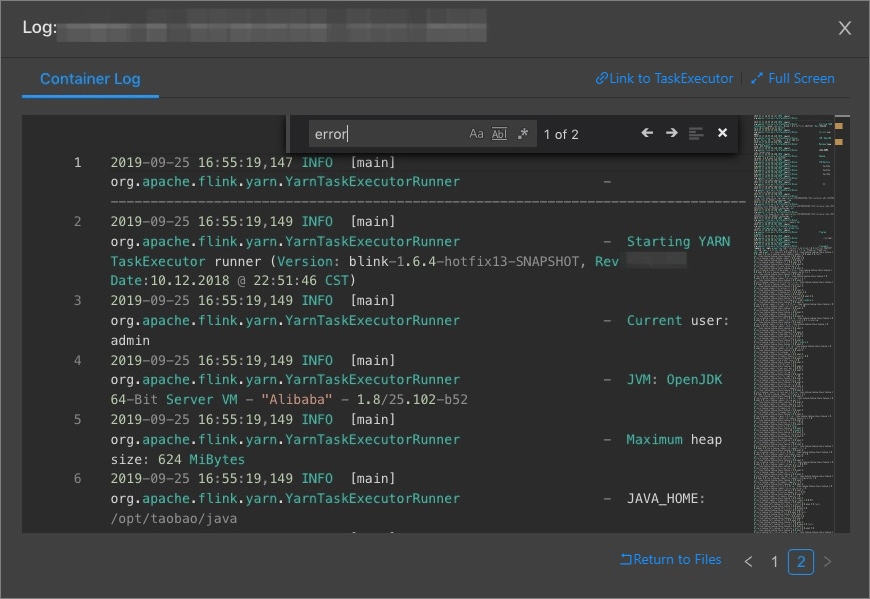 Log:
Container Log
Link to TaskExecutor
Full Screen
error
Aa Abl .* 1 of 2
1 2019-09-25 16:55:19,147 INFO [main]
org.apache.flink.yarn.YarnTaskExecutorRunner -
--------------------------------------------------------------------------------
2 2019-09-25 16:55:19,149 INFO [main]
org.apache.flink.yarn.YarnTaskExecutorRunner - Starting YARN
TaskExecutor runner (Version: blink-1.6.4-hotfix13-SNAPSHOT, Rev
Date:10.12.2018 @ 22:51:46 CST)
3 2019-09-25 16:55:19,149 INFO [main]
org.apache.flink.yarn.YarnTaskExecutorRunner - Current user:
admin
4 2019-09-25 16:55:19,149 INFO [main]
org.apache.flink.yarn.YarnTaskExecutorRunner - JVM: OpenJDK
64-Bit Server VM - "Alibaba" - 1.8/25.102-b52
5 2019-09-25 16:55:19,149 INFO [main]
org.apache.flink.yarn.YarnTaskExecutorRunner - Maximum heap
size: 624 MiBytes
6 2019-09-25 16:55:19,149 INFO [main]
org.apache.flink.yarn.YarnTaskExecutorRunner - JAVA_HOME:
/opt/taobao/java
Return to Files
< 1 2 >